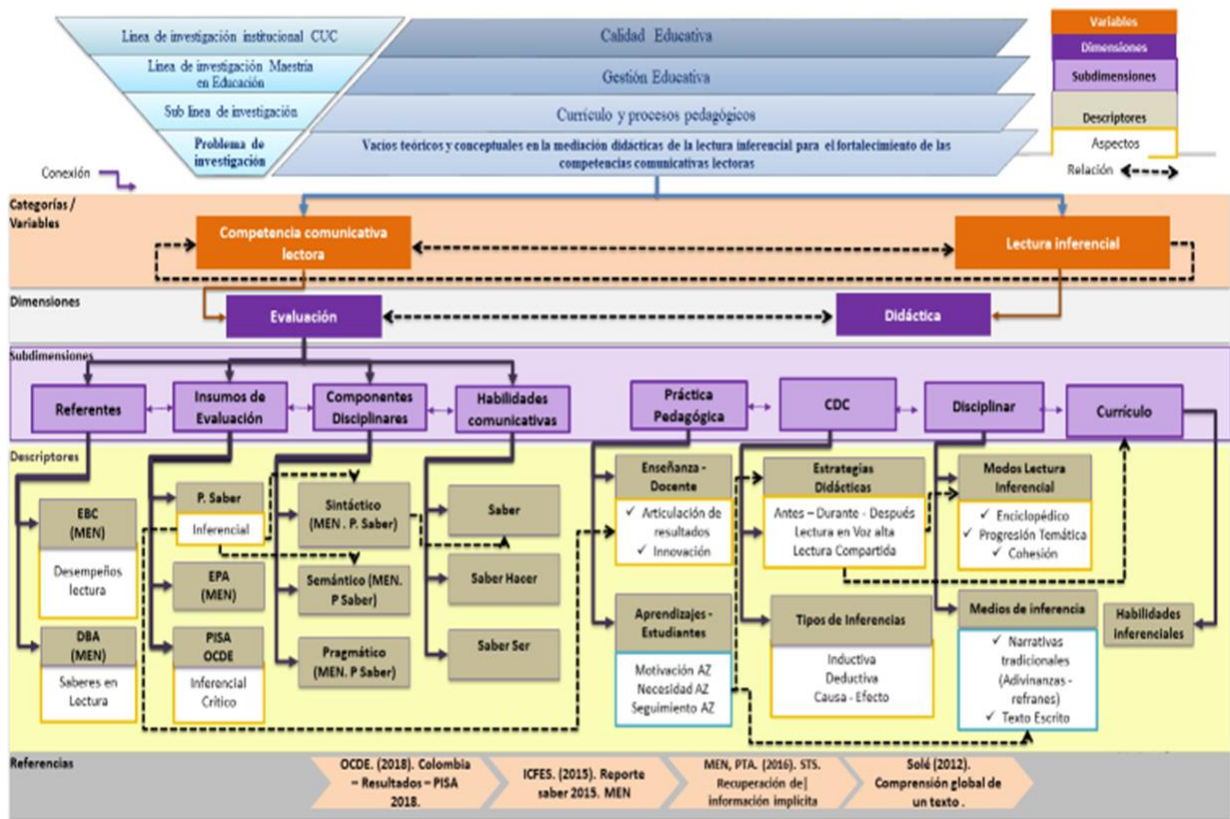 Línea de investigación institucional CUC
Calidad Educativa
Línea de investigación Maestría
en Educación
Gestión Educativa
Sub línea de investigación
Currículo y procesos pedagógicos
Problema de
investigación
Vacíos teóricos y conceptuales en la mediación didácticas de la lectura inferencial para el fortalecimiento de las
competencias comunicativas lectoras
Variables
Dimensiones
Subdimensiones
Descriptores
Aspectos
Relación
Conexión
Categorías /
Variables
Competencia comunicativa
lectora
Lectura inferencial
Dimensiones
Evaluación
Didáctica
Subdimensiones
Referentes
Insumos de
Evaluación
Componentes
Disciplinares
Habilidades
comunicativas
Práctica
Pedagógica
CDC
Disciplinar
Currículo
Descriptores
EBC
(MEN)
Desempeños
lectura
DBA
(MEN)
Saberes en
Lectura
P. Saber
Inferencial
EPA
(MEN)
PISA
OCDE
Inferencial
Crítico
Sintáctico
(MEN . P. Saber)
Semántico (MEN.
P Saber)
Pragmático
(MEN. P Saber)
Saber
Saber Hacer
Saber Ser
Enseñanza -
Docente
✓ Articulación de
resultados
✓ Innovación
Aprendizajes -
Estudiantes
Motivación AZ
Necesidad AZ
Seguimiento AZ
Estrategias
Didácticas
Antes – Durante - Después
Lectura en Voz alta
Lectura Compartida
Tipos de Inferencias
Inductiva
Deductiva
Causa - Efecto
Modos Lectura
Inferencial
✓ Enciclopédico
✓ Progresión Temática
✓ Cohesión
Medios de inferencia
✓ Narrativas
tradicionales
(Adivinanzas -
refranes)
✓ Texto Escrito
Habilidades
Inferenciales
Referencias
OCDE. (2018). Colombia
– Resultados – PISA
2018.
ICFES. (2015). Reporte
saber 2015. MEN
MEN, PTA. (2016). STS.
Recuperación de|
información implícita
Solé (2012).
Comprensión global de
un texto .